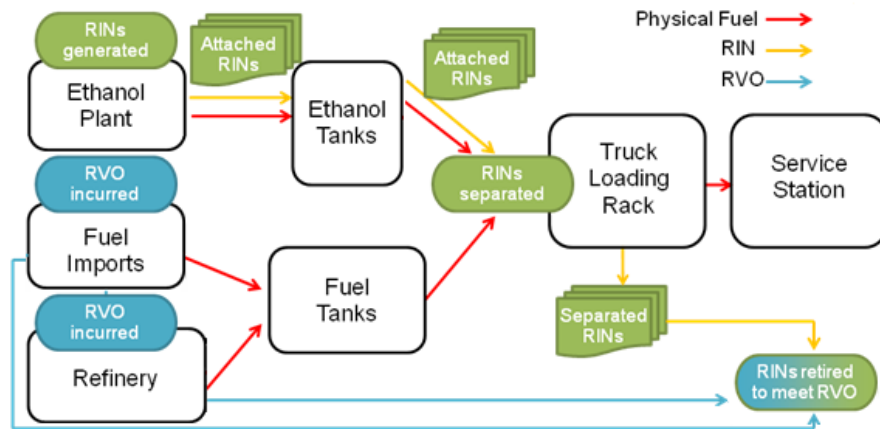 RINs
generated
Attached
RINs
Attached
RINs
Physical Fuel
RIN
RVO
Ethanol
Plant
Ethanol
Tanks
RVO
incurred
RINs
separated
Truck
Loading
Rack
Service
Station
Fuel
Imports
Fuel
Tanks
RVO
incurred
Separated
RINs
Refinery
RINs retired
to meet RVO